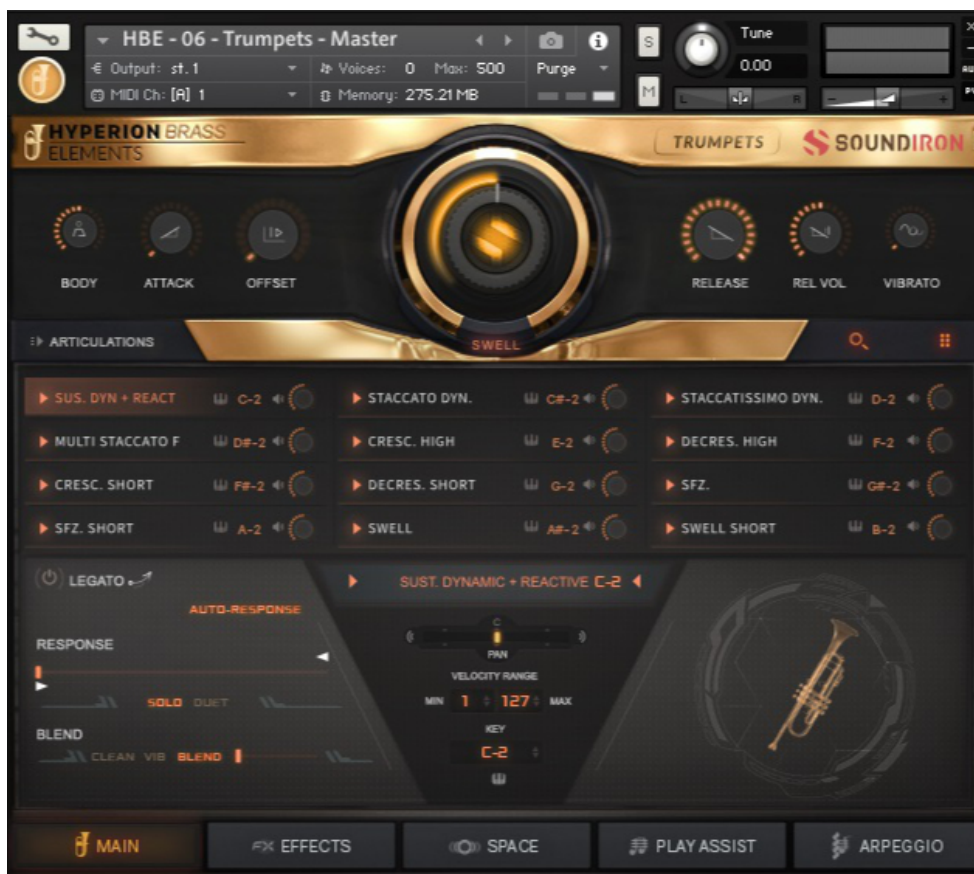 HBE - 06 - Trumpets - Master
S
Tune
Output: st.1
Voices: 0 Max: 500
Purge
0.00
MIDI Ch: [A] 1
Memory: 275.21 MB
M
L
R
HYPERION BRASS
ELEMENTS
TRUMPETS
SOUNDIRON
BODY
ATTACK
OFFSET
RELEASE
REL VOL
VIBRATO
ARTICULATIONS
SWELL
SUS. DYN + REACT C-2
STACCATO DYN. C#-2
STACCATISSIMO DYN. D-2
MULTI STACCATO F D#-2
CRESC. HIGH E-2
DECRES. HIGH F-2
CRESC. SHORT F#-2
DECRES. SHORT G-2
SFZ. G#-2
SFZ. SHORT A-2
SWELL A#-2
SWELL SHORT B-2
LEGATO
AUTO-RESPONSE
RESPONSE
SOLO DUET
BLEND
CLEAN VIB BLEND
SUST. DYNAMIC + REACTIVE C-2
C
PAN
VELOCITY RANGE
MIN 1 127 MAX
KEY
C-2
MAIN
FX EFFECTS
SPACE
PLAY ASSIST
ARPEGGIO